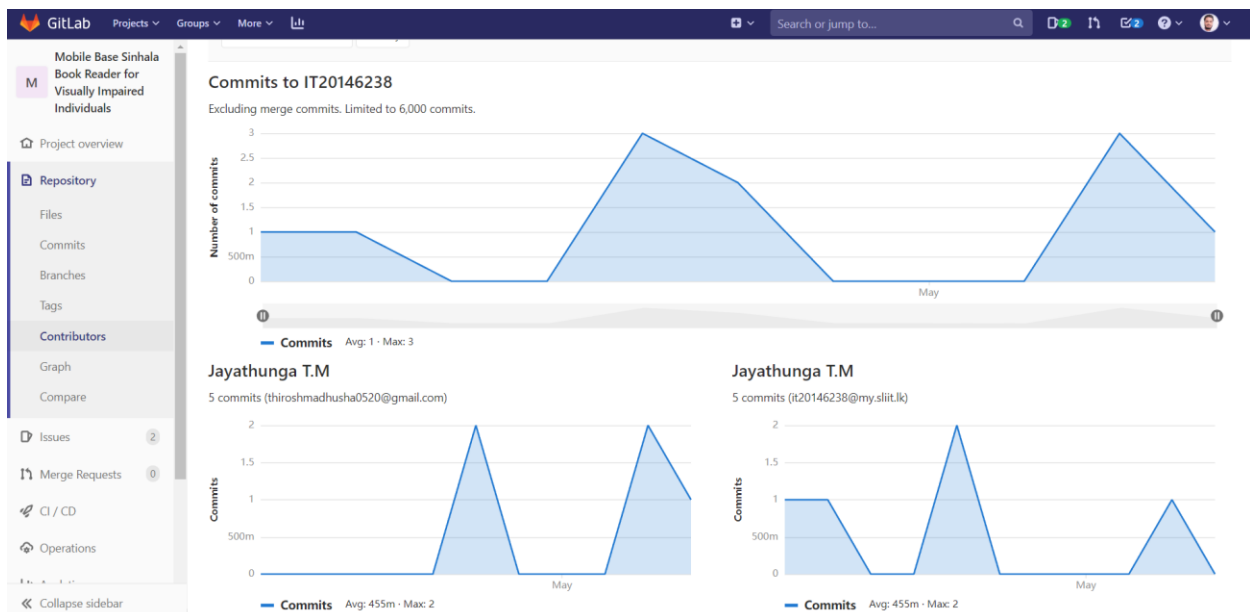 GitLab Projects Groups More Search or jump to... 2 2
Mobile Base Sinhala
Book Reader for
Visually Impaired
Individuals
M
Project overview
Repository
Files
Commits
Branches
Tags
Contributors
Graph
Compare
Issues 2
Merge Requests 0
CI / CD
Operations
Collapse sidebar
Commits to IT20146238
Excluding merge commits. Limited to 6,000 commits.
Number of commits
3
2.5
2
1.5
1
500m
0
May
Commits Avg: 1 · Max: 3
Jayathunga T.M
5 commits (thiroshmadhusha0520@gmail.com)
Commits
2
1.5
1
500m
0
May
Commits Avg: 455m · Max: 2
Jayathunga T.M
5 commits (it20146238@my.sliit.lk)
Commits
2
1.5
1
500m
0
May
Commits Avg: 455m · Max: 2